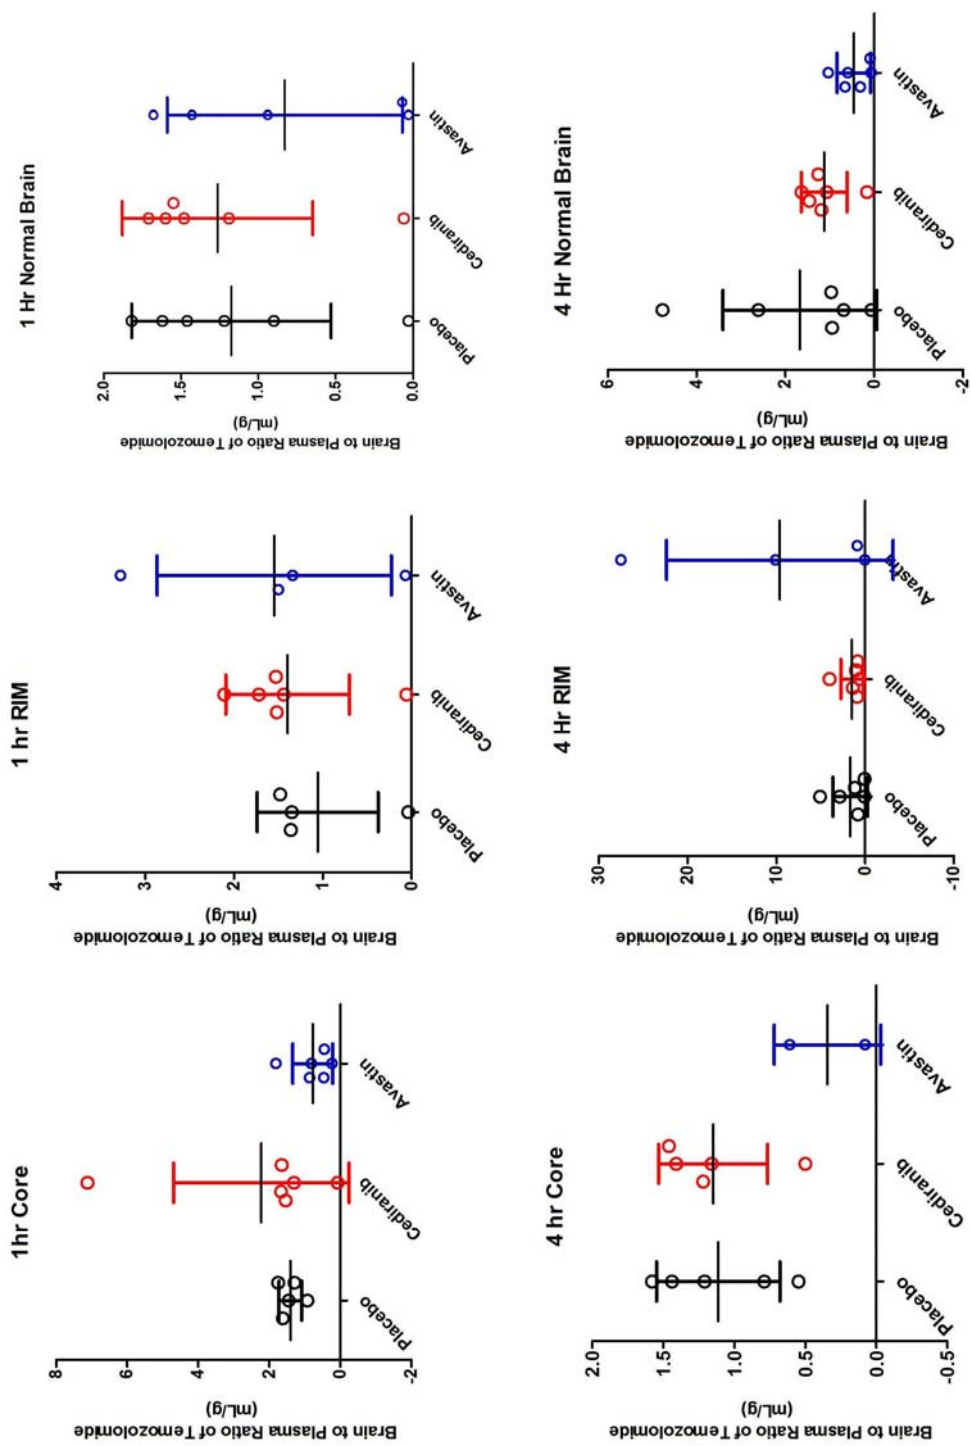 1hr Core
Brain to Plasma Ratio of Temozolomide
(mL/g)
8
6
4
2
0
-2
Placebo
Cediranib
Avastin
1 hr RIM
Brain to Plasma Ratio of Temozolomide
(mL/g)
4
3
2
1
0
Placebo
Cediranib
Avastin
1 Hr Normal Brain
Brain to Plasma Ratio of Temozolomide
(mL/g)
2.0
1.5
1.0
0.5
0.0
Placebo
Cediranib
Avastin
4 hr Core
Brain to Plasma Ratio of Temozolomide
(mL/g)
2.0
1.5
1.0
0.5
0.0
-0.5
Placebo
Cediranib
Avastin
4 Hr RIM
Brain to Plasma Ratio of Temozolomide
(mL/g)
30
20
10
0
-10
Placebo
Cediranib
Avastin
4 Hr Normal Brain
Brain to Plasma Ratio of Temozolomide
(mL/g)
6
4
2
0
-2
Placebo
Cediranib
Avastin